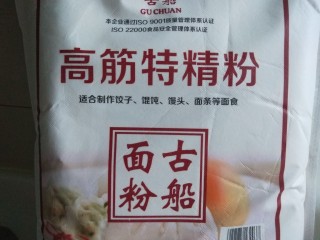 古船
GU CHUAN
本企业通过ISO 9001质量管理体系认证
ISO 22000食品安全管理体系认证
高筋特精粉
适合制作饺子、馄饨、馒头、面条等面食
古船
面粉